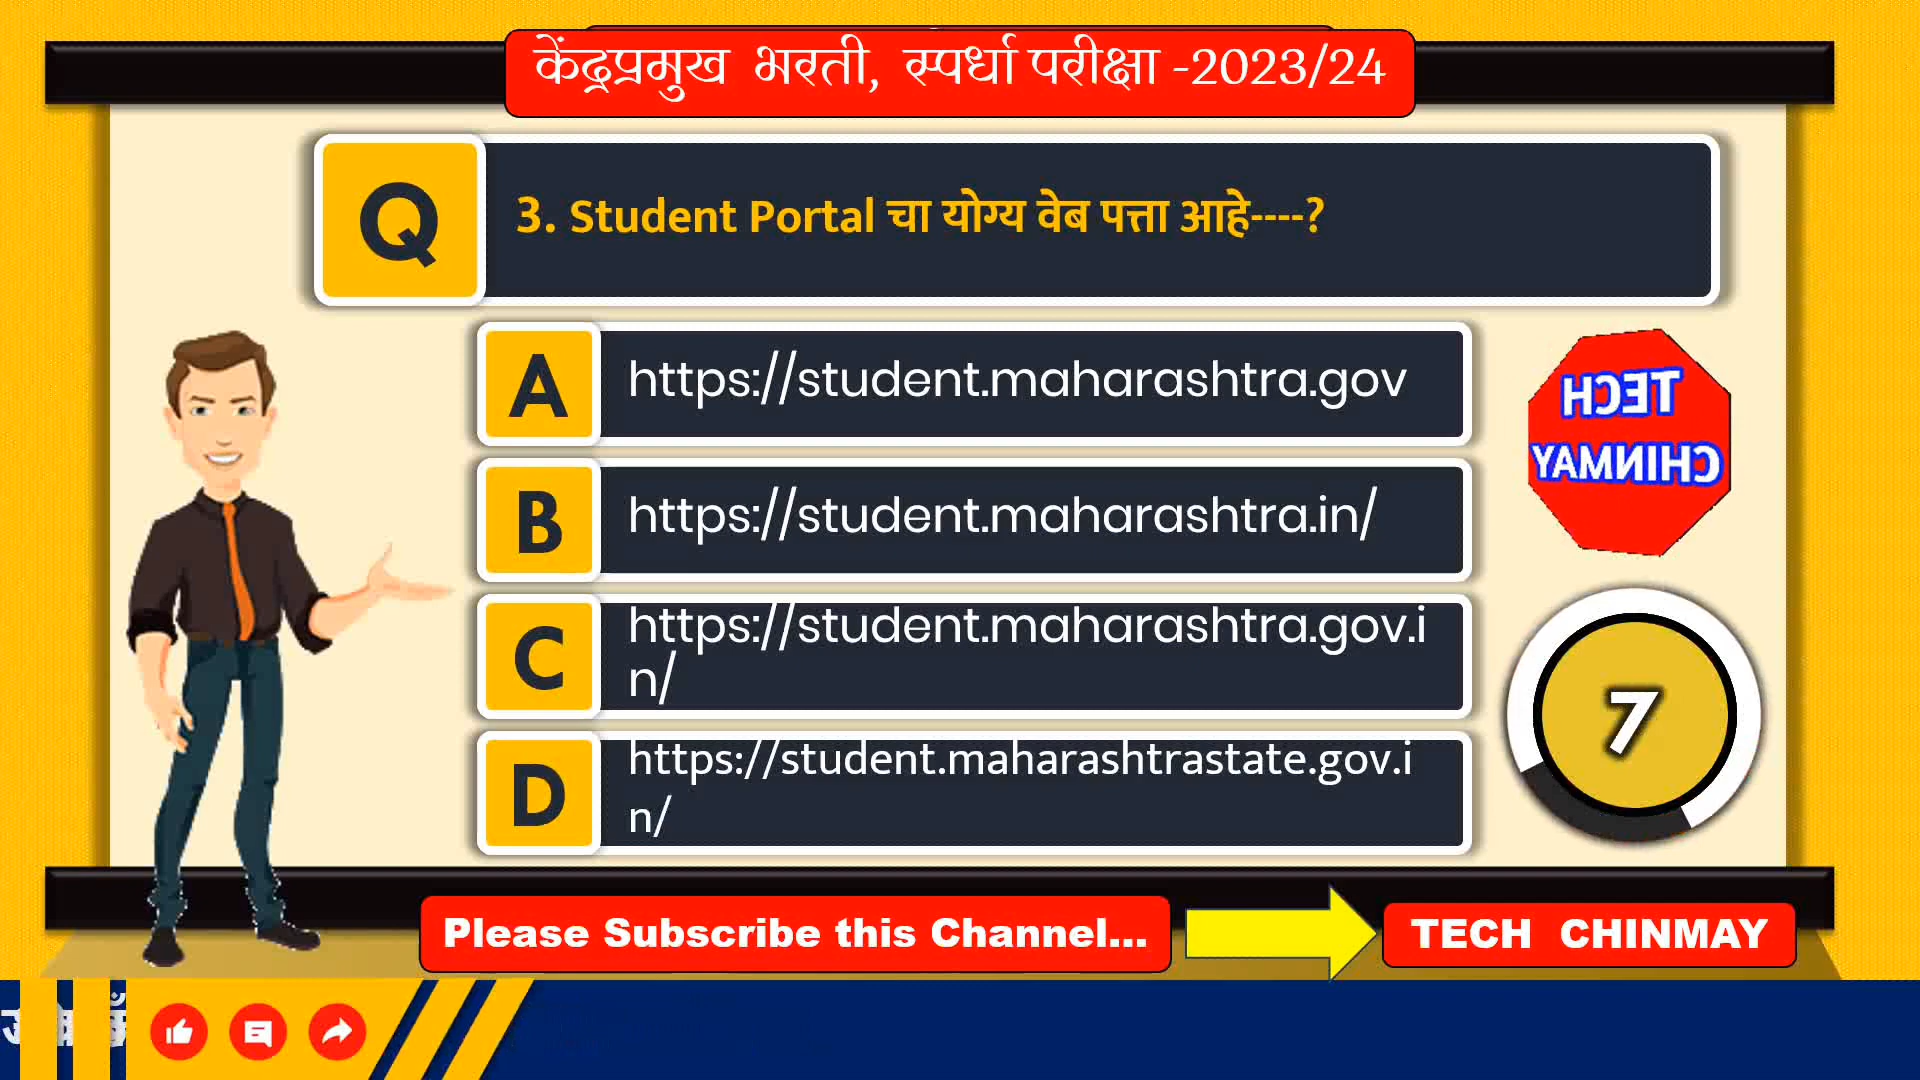 केंद्रप्रमुख भरती, स्पर्धा परीक्षा -2023/24
Q
3. Student Portal चा योग्य वेब पत्ता आहे----?
A
https://student.maharashtra.gov
B
https://student.maharashtra.in/
C
https://student.maharashtra.gov.i
n/
D
https://student.maharashtrastate.gov.i
n/
TECH
CHINMAY
7
Please Subscribe this Channel...
TECH CHINMAY